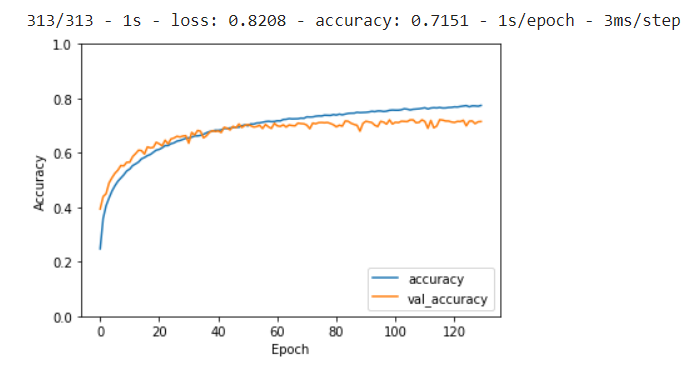 313/313 - 1s - loss: 0.8208 - accuracy: 0.7151 - 1s/epoch - 3ms/step
1.0
0.8
0.6
0.4
0.2
0.0
Accuracy
accuracy
val_accuracy
0 20 40 60 80 100 120
Epoch